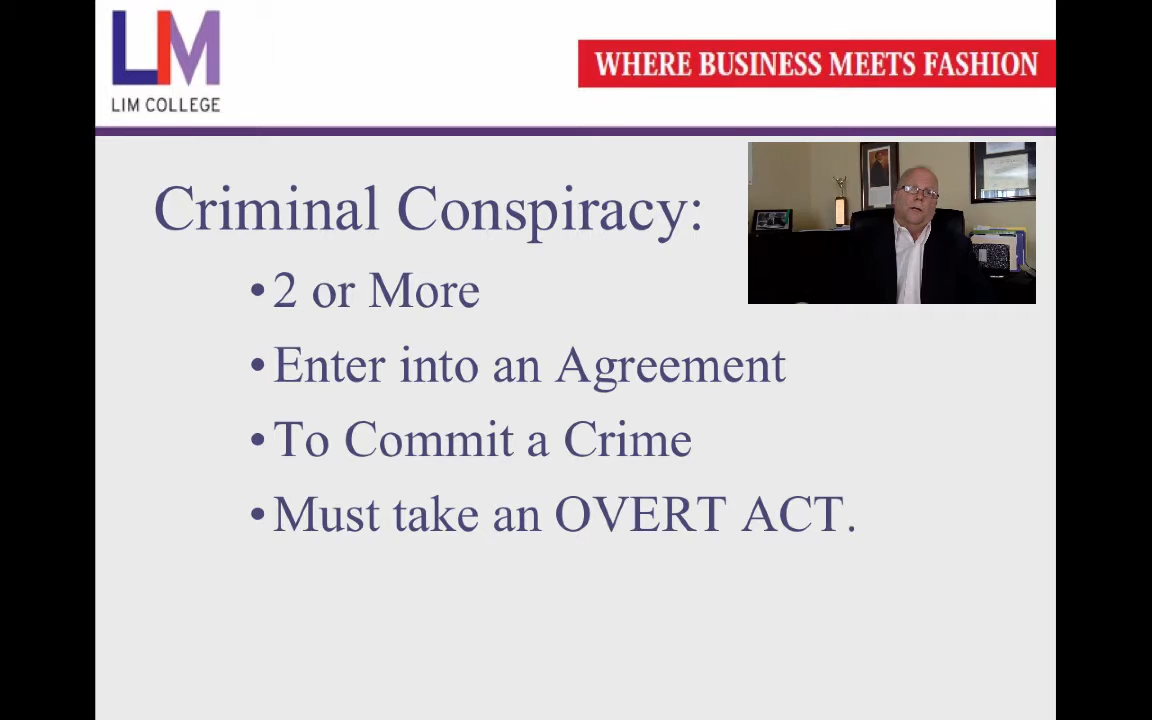 LIM
LIM COLLEGE
WHERE BUSINESS MEETS FASHION
Criminal Conspiracy:
•2 or More
•Enter into an Agreement
•To Commit a Crime
•Must take an OVERT ACT.